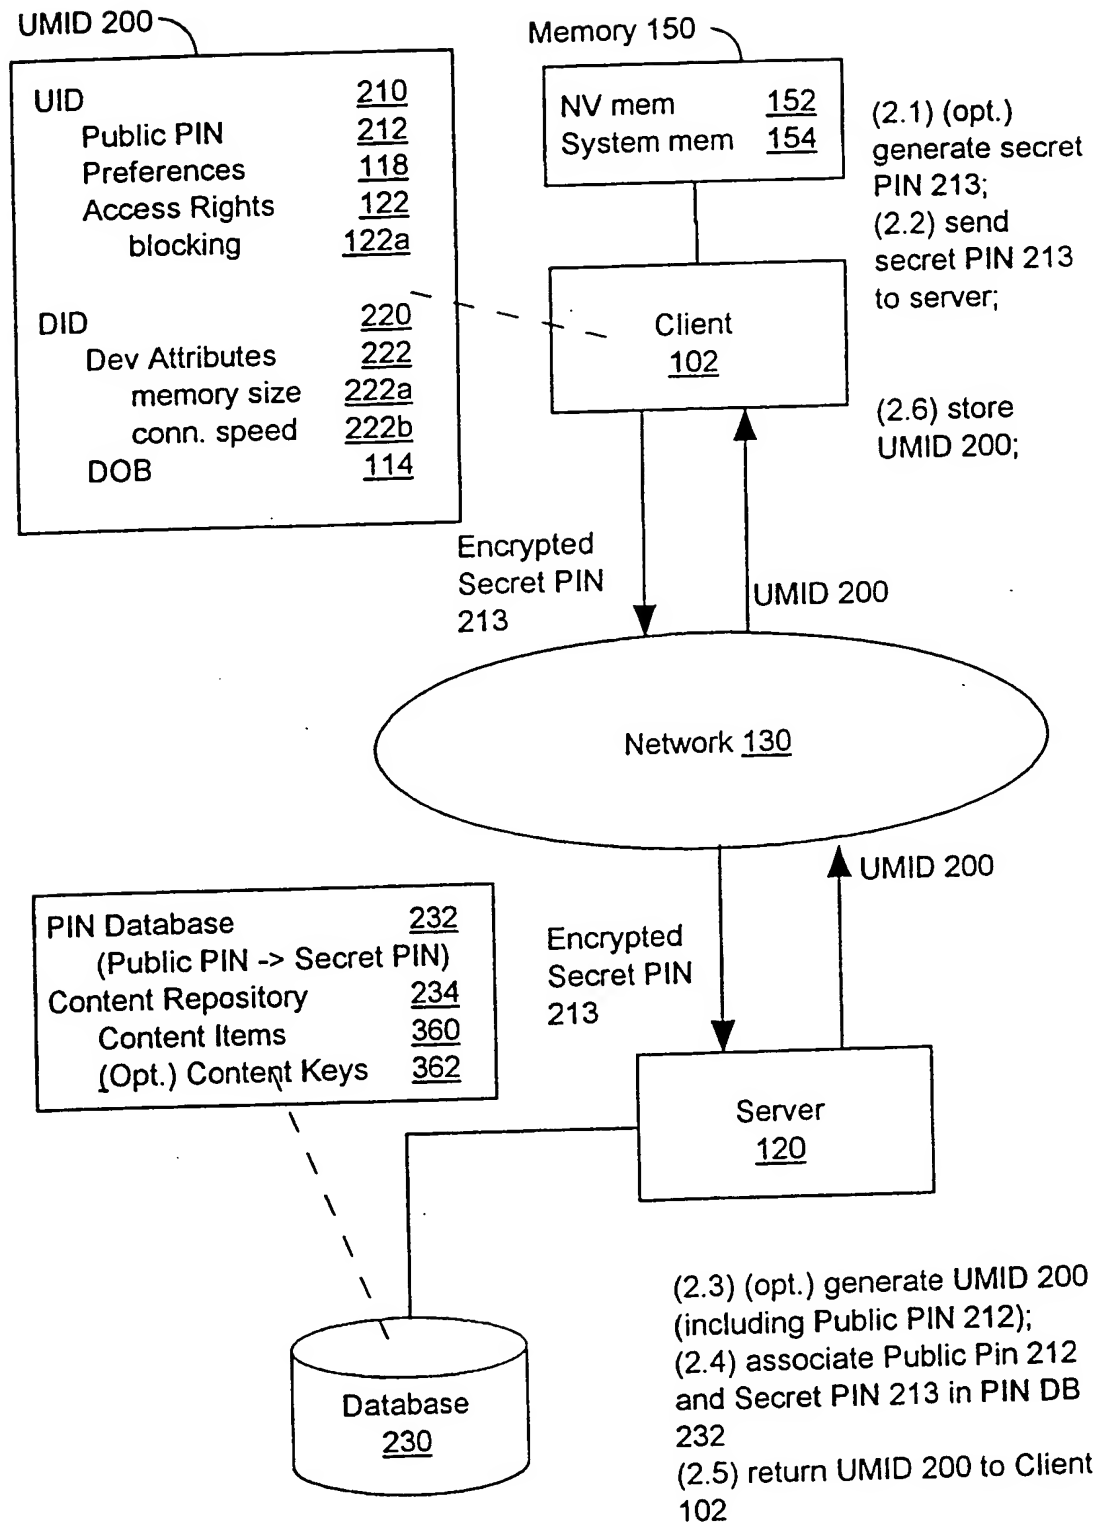 UMID 200
UID 210
Public PIN 212
Preferences 118
Access Rights 122
blocking 122a
DID 220
Dev Attributes 222
memory size 222a
conn. speed 222b
DOB 114
Memory 150
NV mem 152
System mem 154
(2.1) (opt.)
generate secret
PIN 213;
(2.2) send
secret PIN 213
to server;
Client
102
(2.6) store
UMID 200;
Encrypted
Secret PIN
213
UMID 200
Network 130
UMID 200
Encrypted
Secret PIN
213
PIN Database 232
(Public PIN -> Secret PIN)
Content Repository 234
Content Items 360
(Opt.) Content Keys 362
Server
120
Database
230
(2.3) (opt.) generate UMID 200
(including Public PIN 212);
(2.4) associate Public Pin 212
and Secret PIN 213 in PIN DB
232
(2.5) return UMID 200 to Client
102